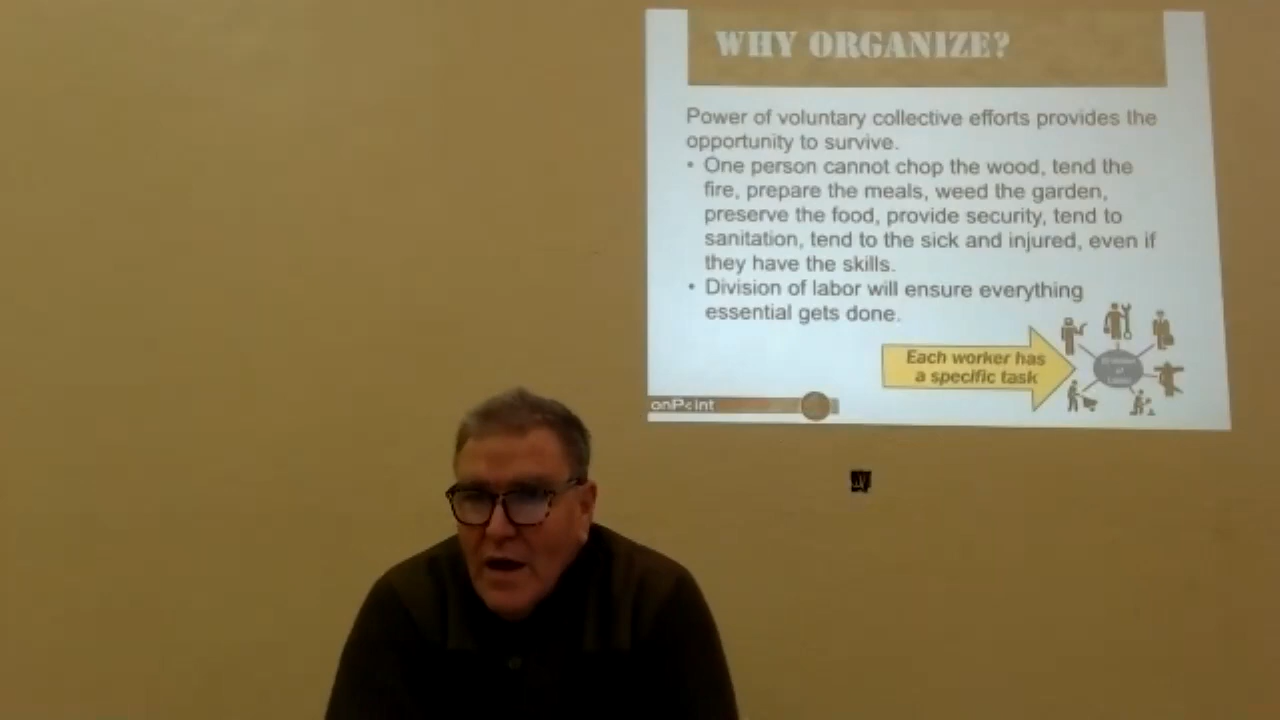 WHY ORGANIZE?
Power of voluntary collective efforts provides the
opportunity to survive.
• One person cannot chop the wood, tend the
fire, prepare the meals, weed the garden,
preserve the food, provide security, tend to
sanitation, tend to the sick and injured, even if
they have the skills.
• Division of labor will ensure everything
essential gets done.
Each worker has
a specific task